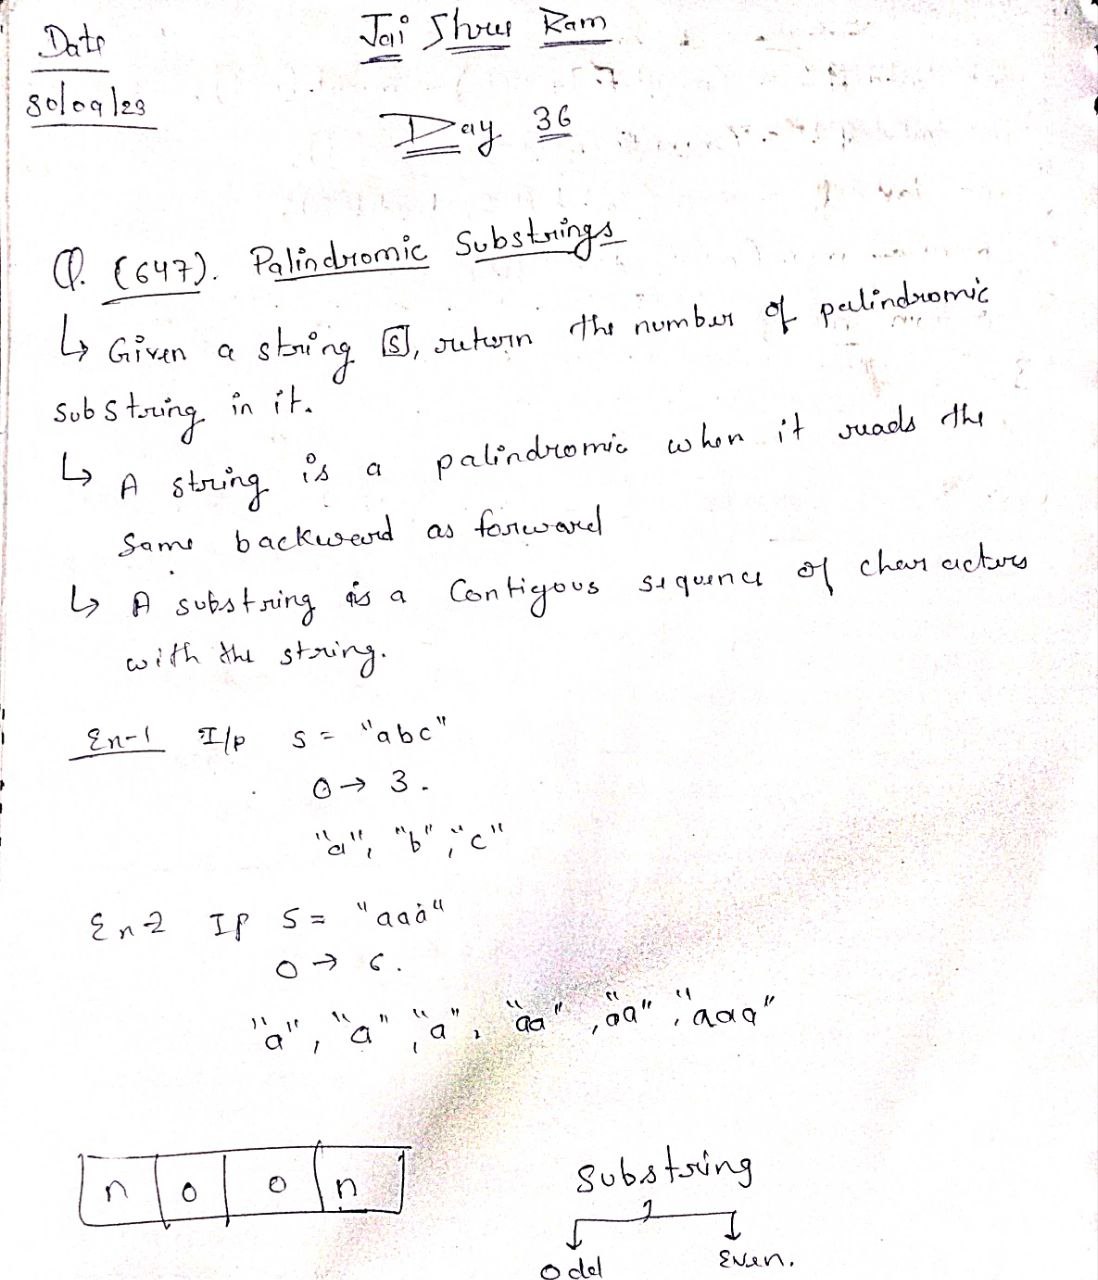 Date
30/09/23
Jai Shree Ram
Day 36
Q. (647). Palindromic Substrings
↳ Given a string [S], return the number of palindromic
substring in it.
↳ A string is a palindromic when it reads the
same backward as forward
↳ A substring is a Contigous sequence of characters
with the string.
Ex-1 I/p s = "abc"
O → 3.
"a", "b", "c"
Ex 2 Ip S = "aaa"
O → 6.
"a", "a", "a", "aa", "aa", "aaa"
n o o n
Substring
Odd Even.